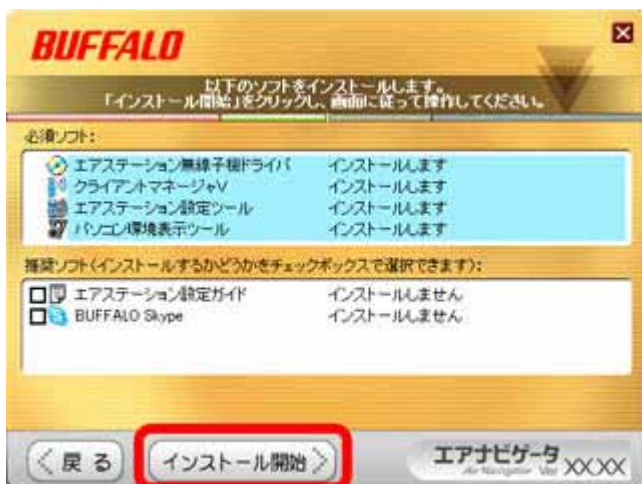 BUFFALO
以下のソフトをインストールします。
「インストール開始」をクリックし、画面に従って操作してください。
必須ソフト:
エアステーション無線子機ドライバ インストールします
クライアントマネージャV インストールします
エアステーション設定ツール インストールします
パソコン環境表示ツール インストールします
推奨ソフト(インストールするかどうかをチェックボックスで選択できます):
エアステーション設定ガイド インストールしません
BUFFALO Skype インストールしません
戻る
インストール開始
エアナビゲータ
Air Navigator Ver XX.XX